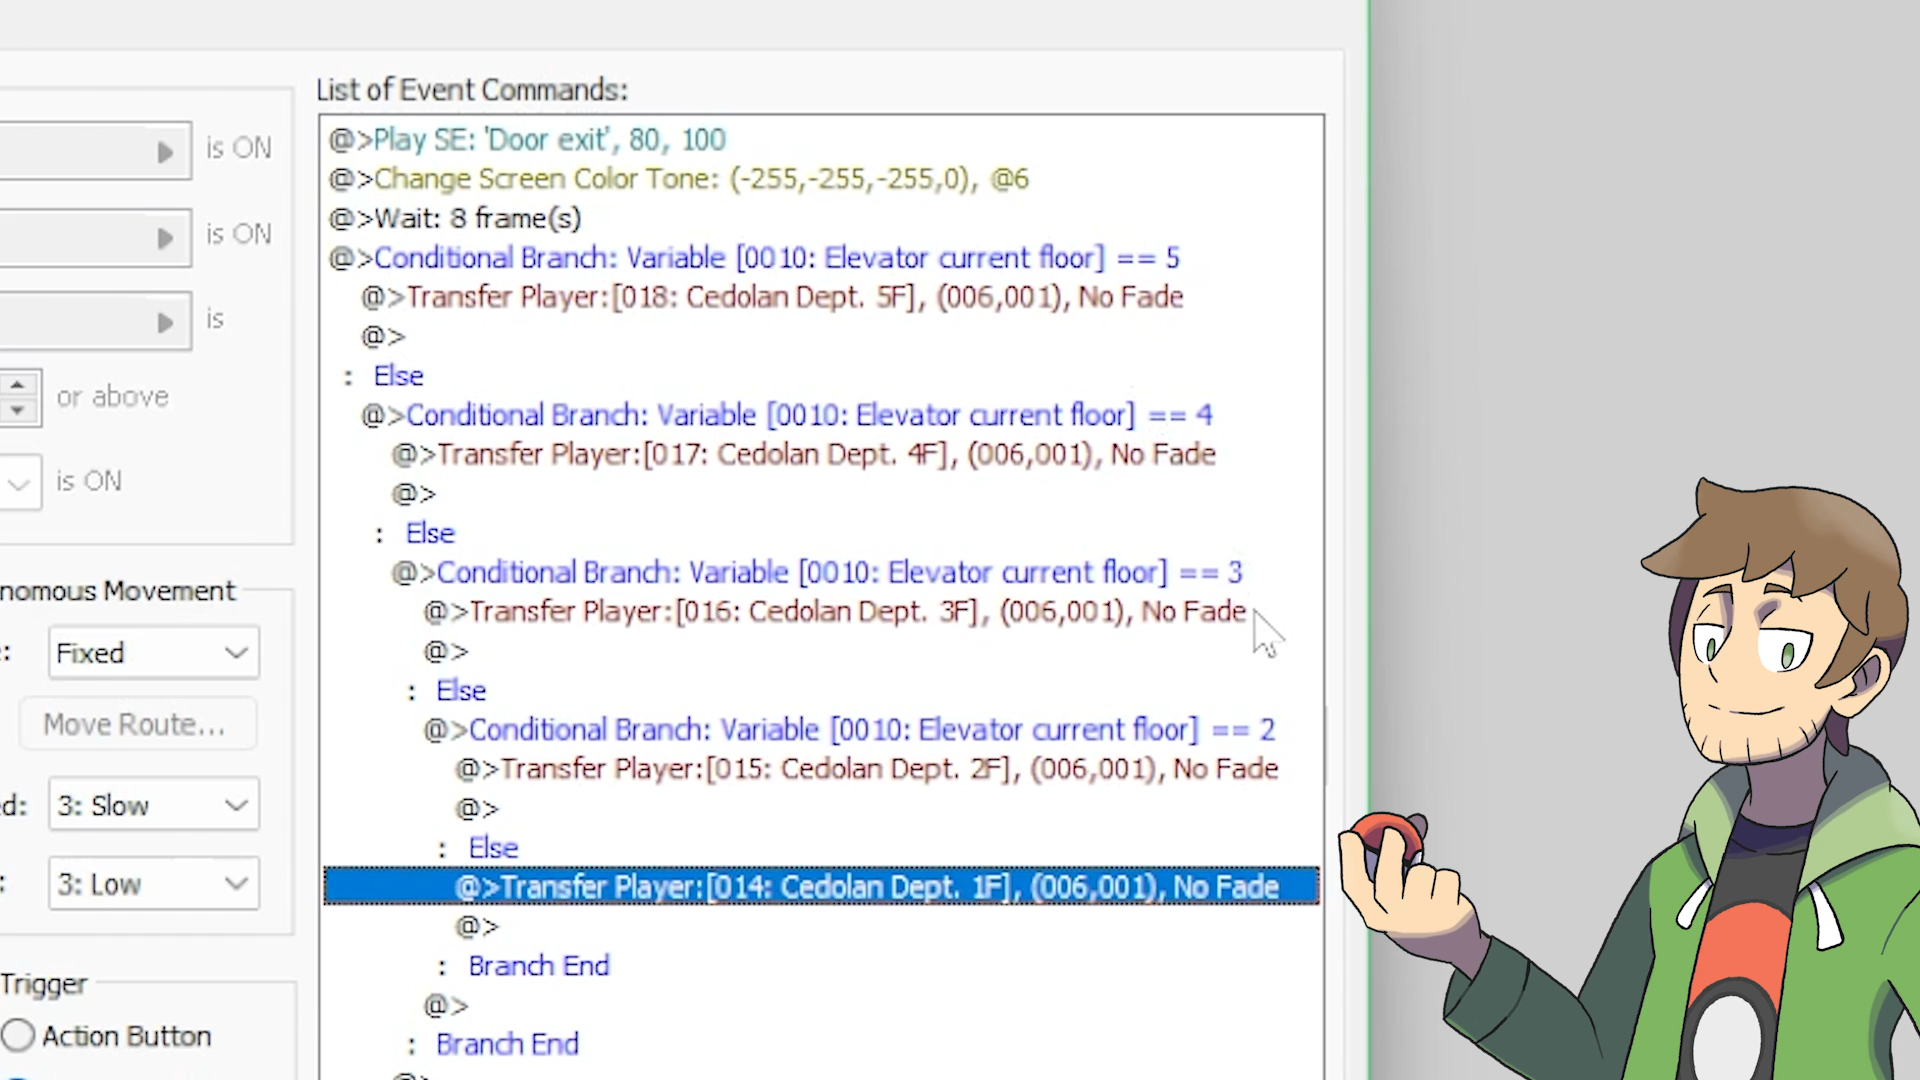 List of Event Commands:
@>Play SE: 'Door exit', 80, 100
@>Change Screen Color Tone: (-255,-255,-255,0), @6
@>Wait: 8 frame(s)
@>Conditional Branch: Variable [0010: Elevator current floor] == 5
@>Transfer Player:[018: Cedolan Dept. 5F], (006,001), No Fade
@>
: Else
@>Conditional Branch: Variable [0010: Elevator current floor] == 4
@>Transfer Player:[017: Cedolan Dept. 4F], (006,001), No Fade
@>
: Else
@>Conditional Branch: Variable [0010: Elevator current floor] == 3
@>Transfer Player:[016: Cedolan Dept. 3F], (006,001), No Fade
@>
: Else
@>Conditional Branch: Variable [0010: Elevator current floor] == 2
@>Transfer Player:[015: Cedolan Dept. 2F], (006,001), No Fade
@>
: Else
@>Transfer Player:[014: Cedolan Dept. 1F], (006,001), No Fade
@>
: Branch End
@>
: Branch End
is ON
is ON
is
or above
is ON
nomous Movement
: Fixed
Move Route...
ed: 3: Slow
: 3: Low
Trigger
Action Button